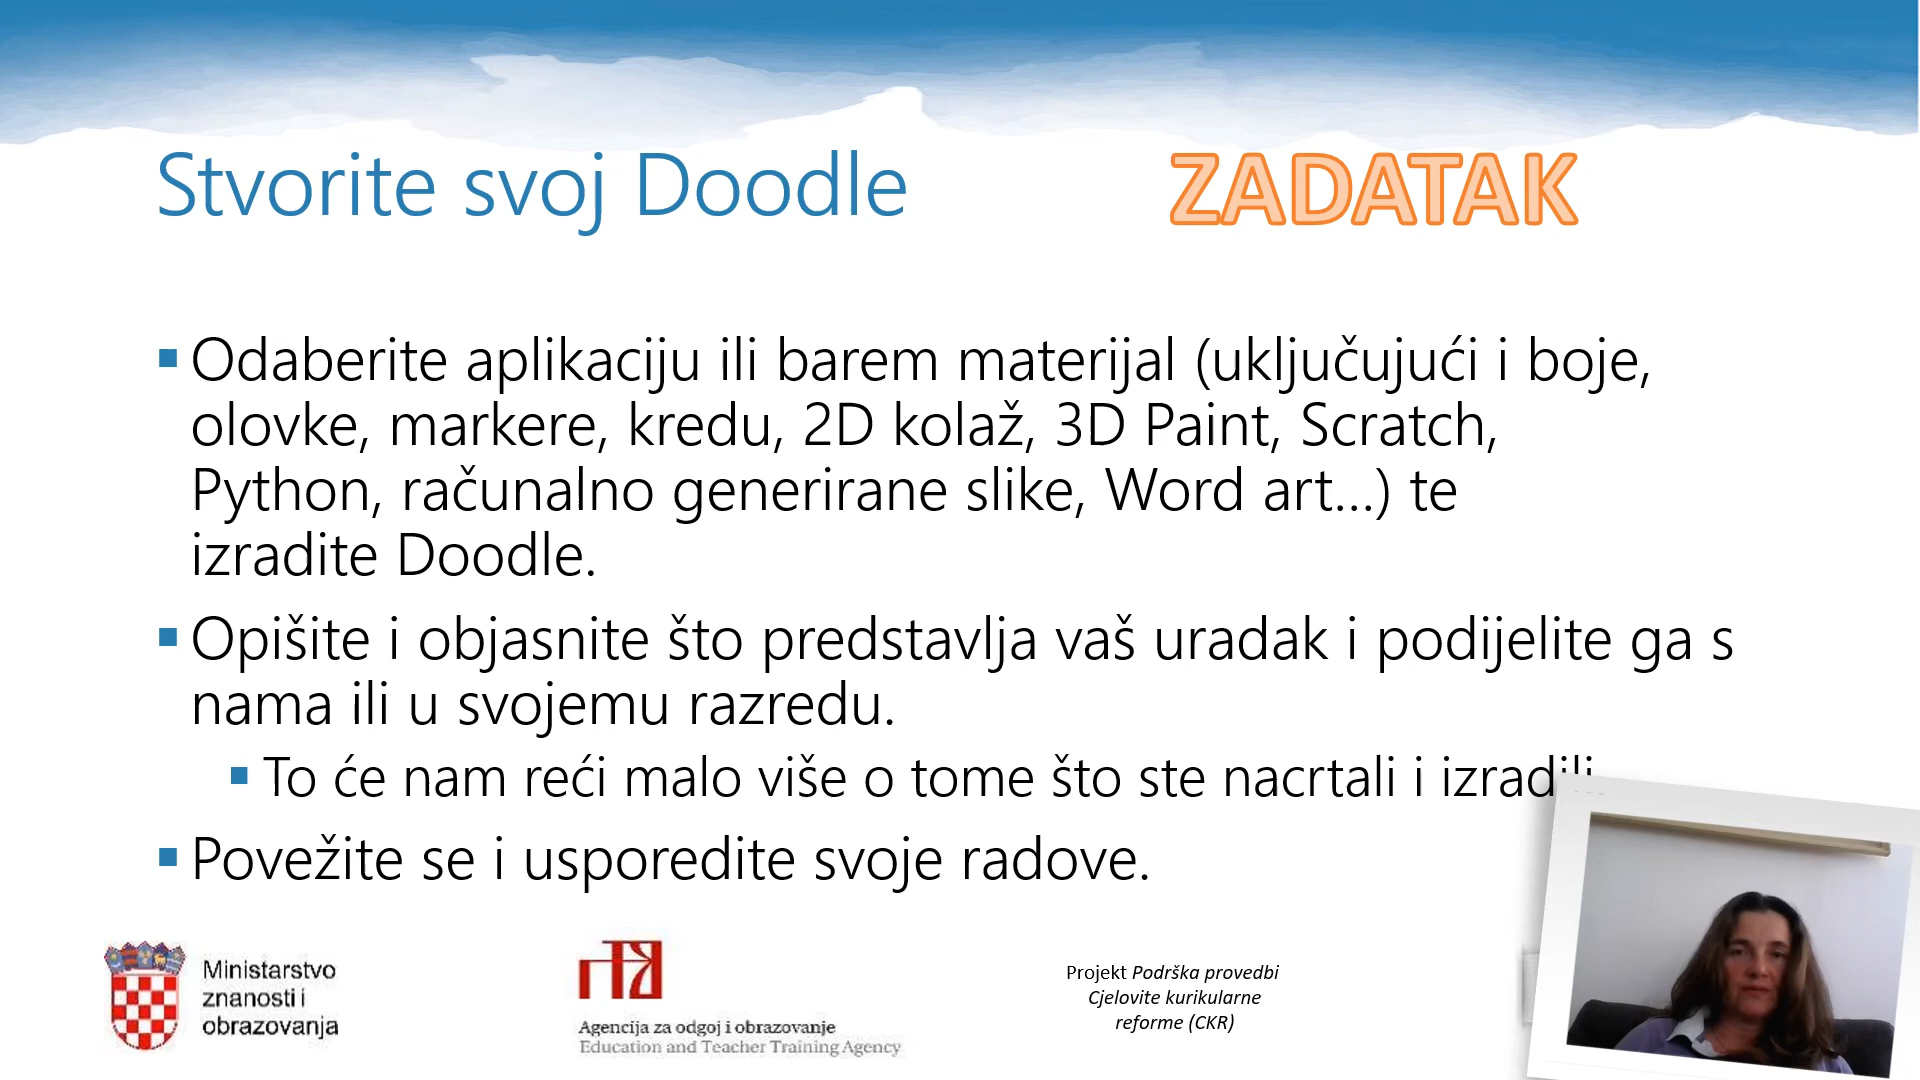 Stvorite svoj Doodle
ZADATAK
Odaberite aplikaciju ili barem materijal (uključujući i boje,
olovke, markere, kredu, 2D kolaž, 3D Paint, Scratch,
Python, računalno generirane slike, Word art...) te
izradite Doodle.
Opišite i objasnite što predstavlja vaš uradak i podijelite ga s
nama ili u svojemu razredu.
To će nam reći malo više o tome što ste nacrtali i izradili
Povežite se i usporedite svoje radove.
Ministarstvo
znanosti i
obrazovanja
Agencija za odgoj i obrazovanje
Education and Teacher Training Agency
Projekt Podrška provedbi
Cjelovite kurikularne
reforme (CKR)